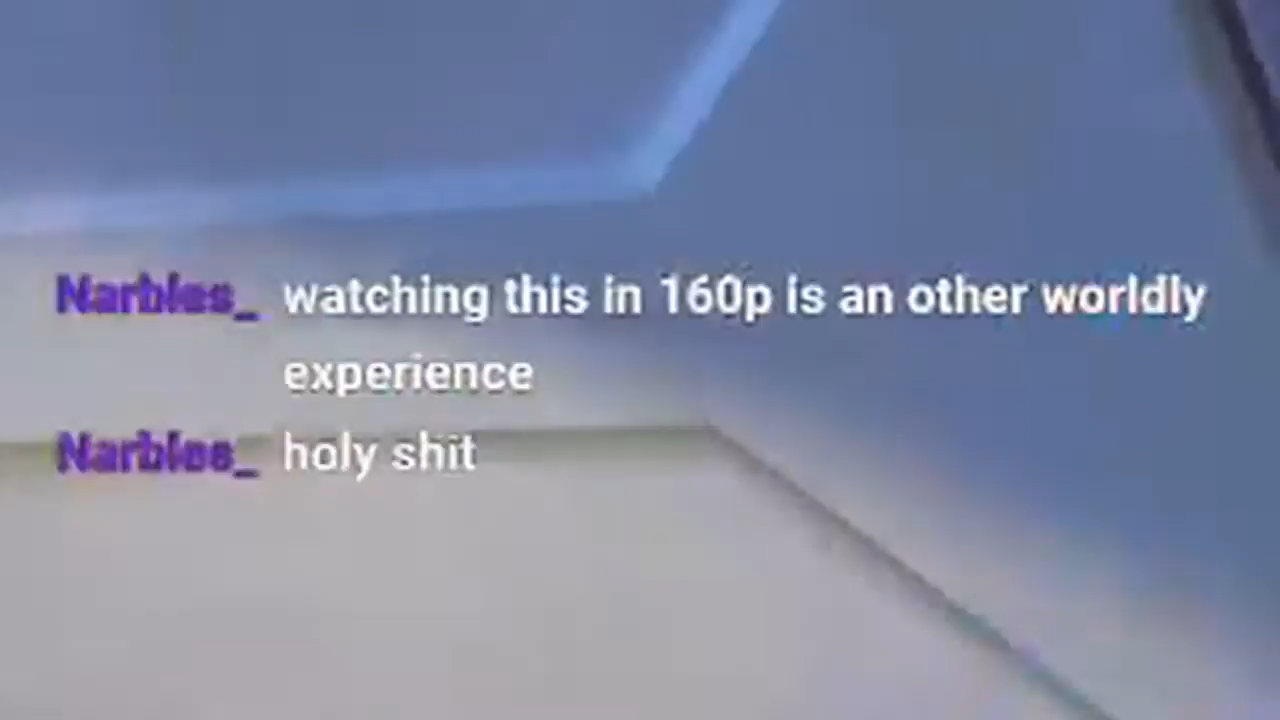 Narbles_ watching this in 160p is an other worldly
experience
Narbles_ holy shit